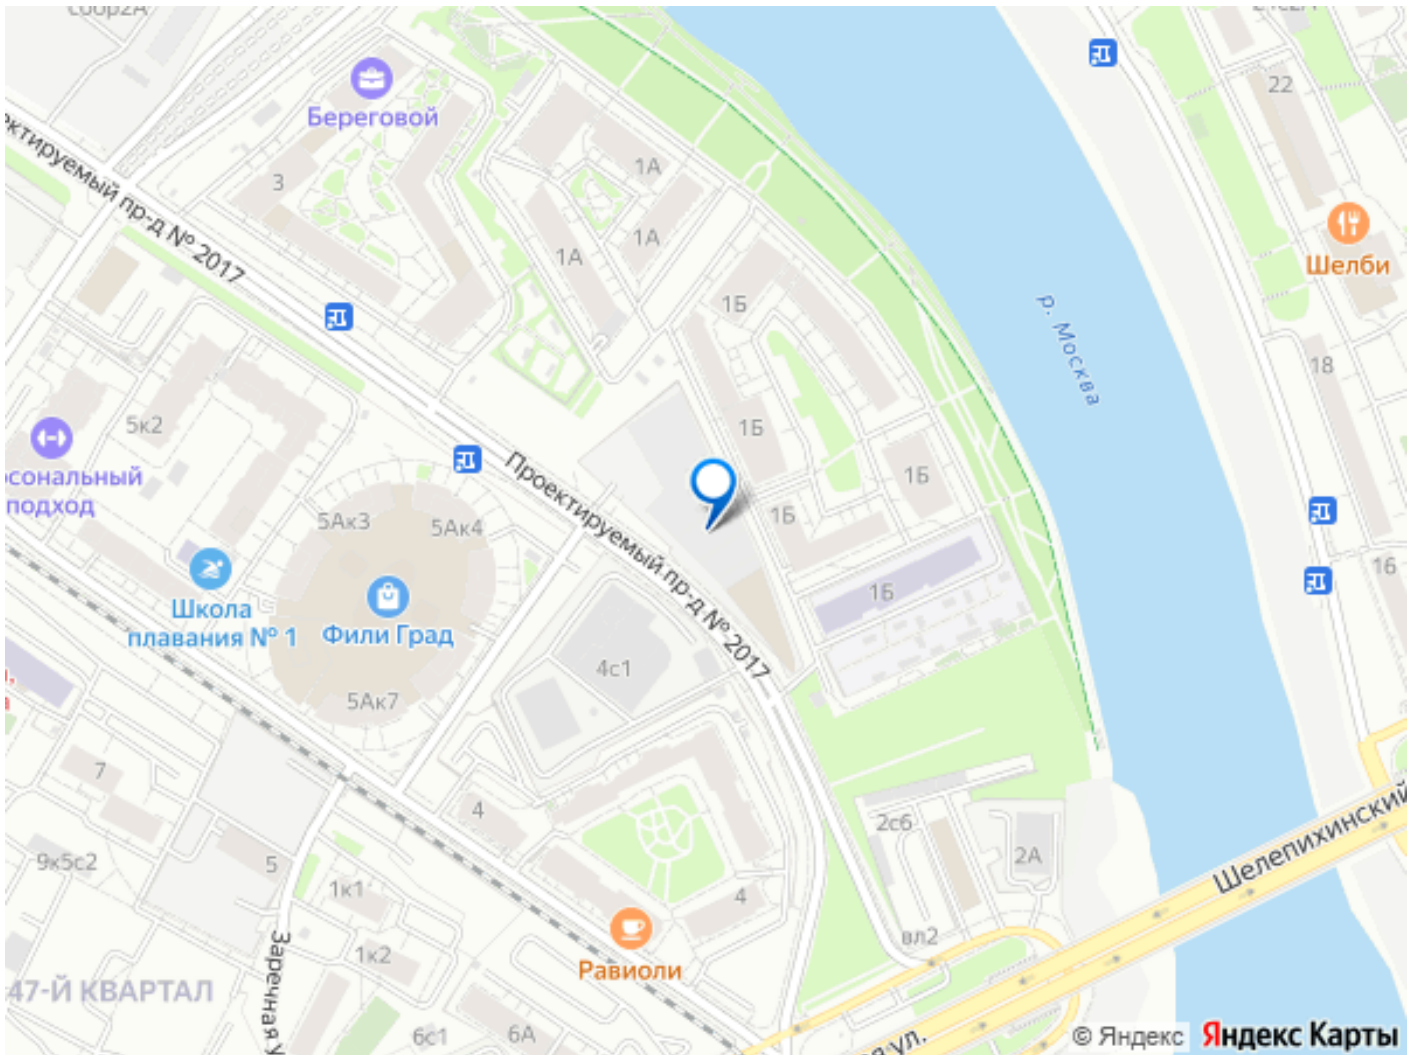 Береговой
22
1А
3
1А
1А
Шелби
Проектируемый пр-д № 2017
1Б
р. Москва
18
5к2
1Б
подход
5Ак3
5Ак4
Проектируемый пр-д № 2017
1Б
1Б
16
Школа
плавания № 1
Фили Град
1Б
4с1
5Ак7
7
4
2с6
2А
Шелепихинский
9к5с2
5
1к1
4
вл2
Заречная
1к2
Равиоли
47-Й КВАРТАЛ
6с1
6А
ул.
© Яндекс
Яндекс Карты